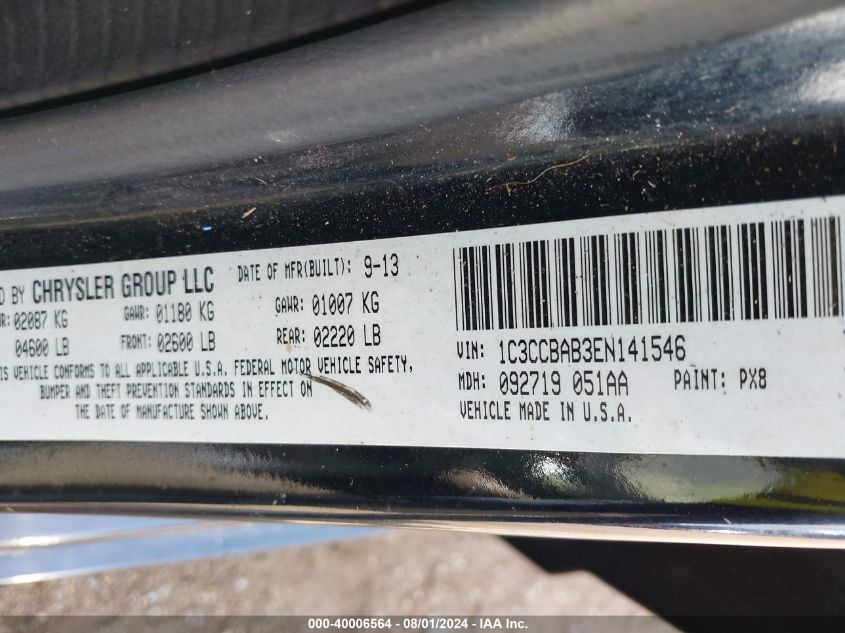 D BY CHRYSLER GROUP LLC DATE OF MFR(BUILT): 9-13
R: 02087 KG GAWR: 01180 KG GAWR: 01007 KG
04600 LB FRONT: 02600 LB REAR: 02220 LB
IS VEHICLE CONFORMS TO ALL APPLICABLE U.S.A. FEDERAL MOTOR VEHICLE SAFETY,
BUMPER AND THEFT PREVENTION STANDARDS IN EFFECT ON
THE DATE OF MANUFACTURE SHOWN ABOVE.
VIN: 1C3CCBAB3EN141546
MDH: 092719 051AA PAINT: PX8
VEHICLE MADE IN U.S.A.
000-40006564 - 08/01/2024 - IAA Inc.